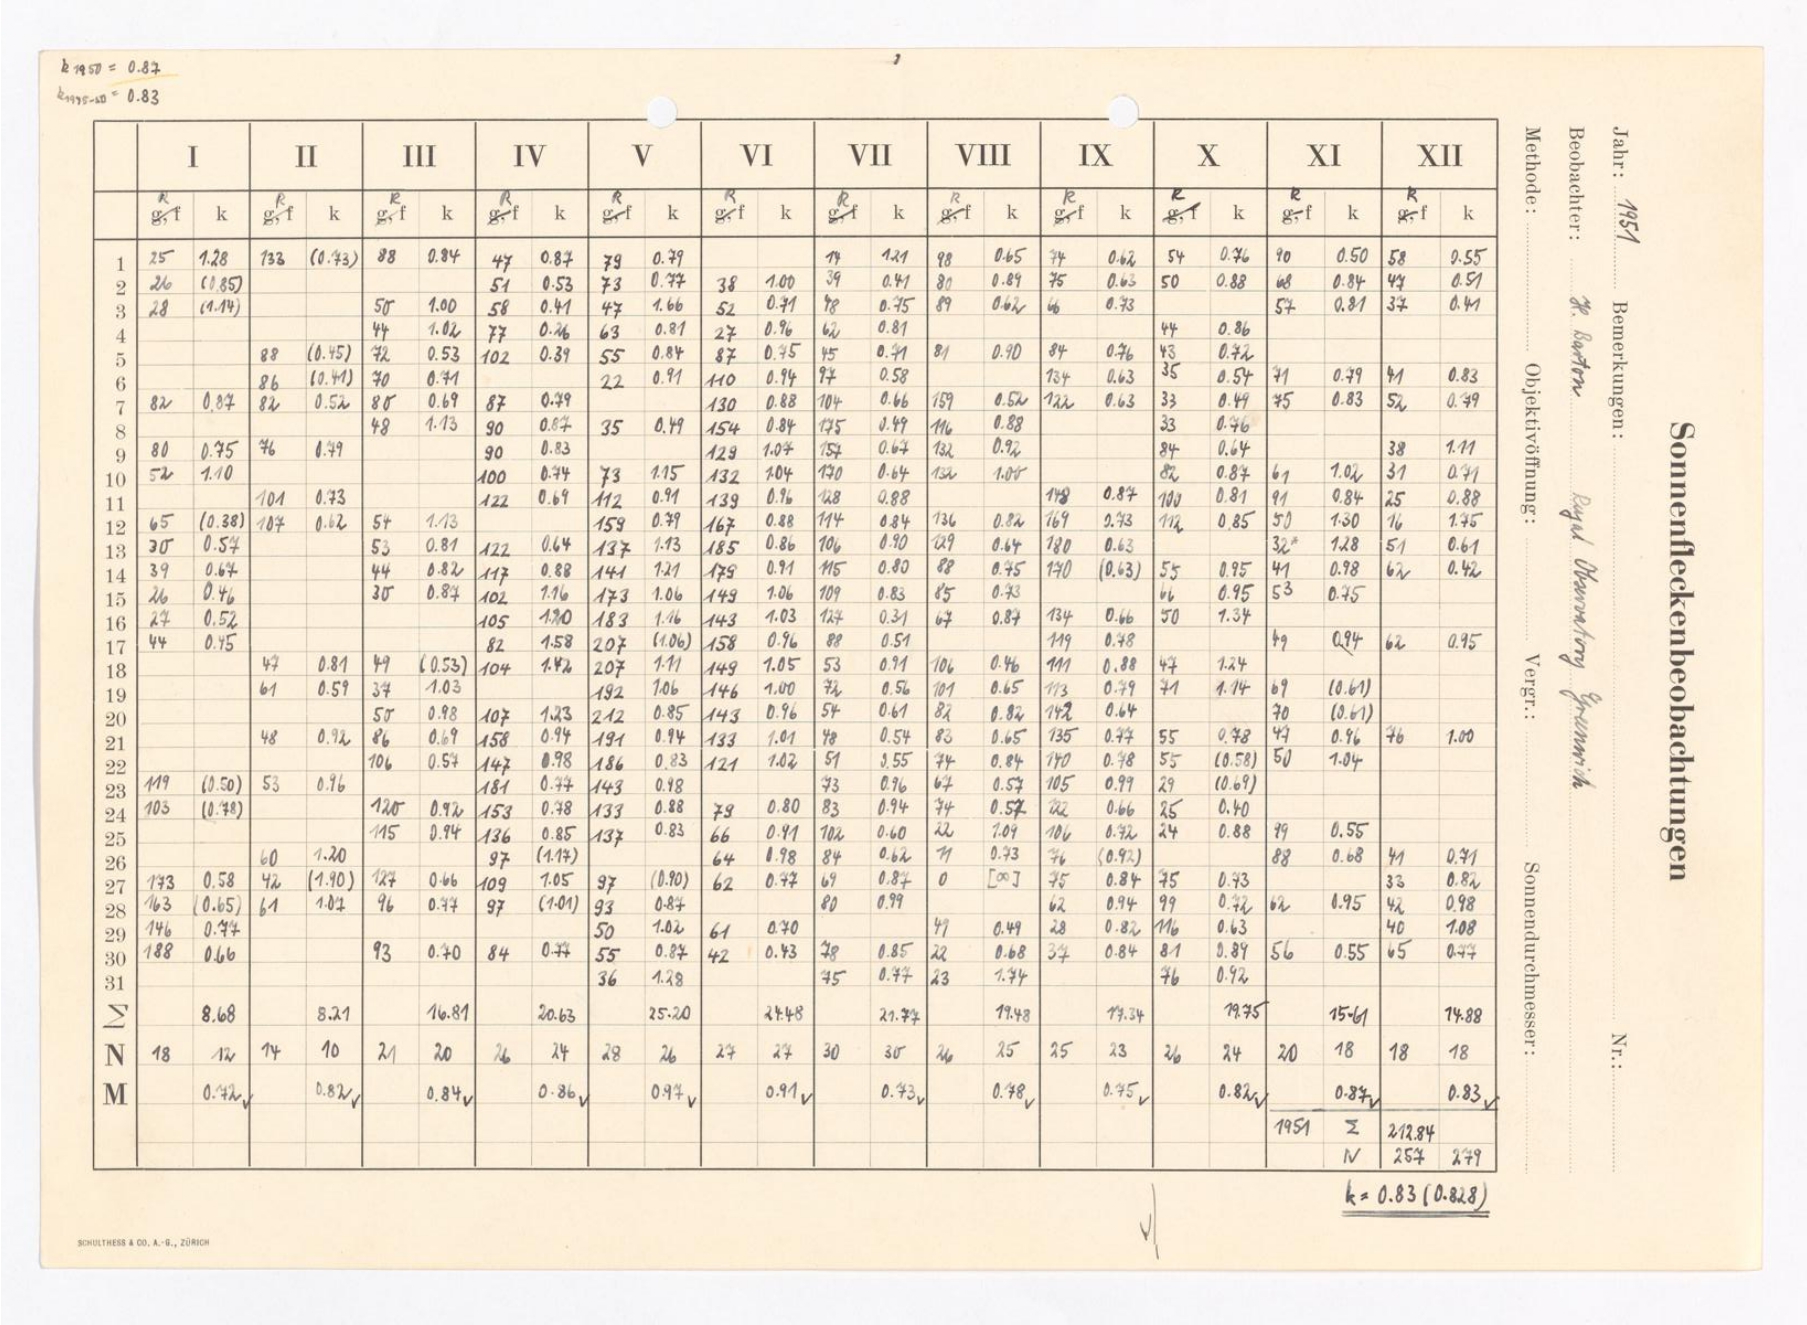 k 1950 = 0.87
= 0.83
Sonnenfleckenbeobachtungen
Jahr: 1951 Bemerkungen: Nr.:
Beobachter: H. Barton Royal Observatory Greenwich
Methode: Objektivöffnung: Vergr.: Sonnendurchmesser:
I II III IV V VI VII VIII IX X XI XII
R R R R R R R R R R R R
g, f k g, f k g, f k g, f k g, f k g, f k g, f k g, f k g, f k g, f k g, f k g, f k
1 25 1.28 133 (0.73) 88 0.84 47 0.87 79 0.79 14 1.21 98 0.65 74 0.62 54 0.76 90 0.50 58 0.55
2 26 (0.85) 51 0.53 73 0.77 38 1.00 39 0.41 80 0.89 75 0.63 50 0.88 68 0.84 47 0.51
3 28 (1.14) 50 1.00 58 0.41 47 1.66 52 0.71 48 0.75 89 0.62 66 0.73 57 0.81 37 0.41
4 44 1.02 77 0.26 63 0.81 27 0.96 62 0.81 44 0.86
5 88 (0.45) 72 0.53 102 0.39 55 0.84 87 0.75 45 0.71 81 0.90 84 0.76 43 0.72
6 86 (0.41) 70 0.71 22 0.91 110 0.94 97 0.58 134 0.63 35 0.54 71 0.79 41 0.83
7 82 0.87 82 0.52 80 0.69 87 0.79 130 0.88 104 0.66 159 0.52 122 0.63 33 0.49 75 0.83 52 0.79
8 48 1.13 90 0.87 35 0.49 154 0.84 175 0.49 116 0.88 33 0.76
9 80 0.75 76 0.79 90 0.83 129 1.07 157 0.67 132 0.92 84 0.64 38 1.11
10 52 1.10 100 0.74 73 1.15 132 1.04 170 0.64 132 1.00 82 0.87 61 1.02 31 0.71
11 101 0.73 122 0.69 112 0.91 139 0.96 128 0.88 148 0.87 100 0.81 91 0.84 25 0.88
12 65 (0.38) 107 0.62 54 1.13 159 0.79 167 0.88 114 0.84 136 0.82 169 0.73 112 0.85 50 1.30 16 1.75
13 30 0.57 53 0.81 122 0.64 137 1.13 185 0.86 106 0.90 129 0.64 180 0.63 32* 1.28 51 0.61
14 39 0.67 44 0.82 117 0.88 141 1.21 179 0.91 115 0.80 88 0.75 170 (0.63) 55 0.95 41 0.98 62 0.42
15 26 0.46 30 0.87 102 1.16 173 1.06 149 1.06 109 0.83 85 0.73 66 0.95 53 0.75
16 27 0.52 105 1.20 183 1.16 143 1.03 127 0.31 67 0.87 134 0.66 50 1.34
17 44 0.45 82 1.58 207 (1.06) 158 0.96 88 0.51 119 0.78 49 0.94 62 0.95
18 47 0.81 49 (0.53) 104 1.42 207 1.11 149 1.05 53 0.91 106 0.46 111 0.88 47 1.24
19 61 0.59 37 1.03 192 1.06 146 1.00 72 0.56 101 0.65 113 0.79 71 1.14 69 (0.61)
20 50 0.98 107 1.23 212 0.85 143 0.96 54 0.61 82 0.82 142 0.64 70 (0.61)
21 48 0.92 86 0.69 158 0.94 191 0.94 133 1.01 48 0.54 83 0.65 135 0.77 55 0.78 47 0.96 76 1.00
22 106 0.57 147 0.98 186 0.83 121 1.02 51 0.55 74 0.84 140 0.78 55 (0.58) 50 1.04
23 119 (0.50) 53 0.96 181 0.77 143 0.98 73 0.96 67 0.57 105 0.99 29 (0.69)
24 103 (0.78) 120 0.92 153 0.78 133 0.88 79 0.80 83 0.94 74 0.57 122 0.66 25 0.40
25 115 0.94 136 0.85 137 0.83 66 0.91 102 0.60 22 1.09 106 0.72 24 0.88 99 0.55
26 60 1.20 97 (1.17) 64 0.98 84 0.62 11 0.73 76 (0.92) 88 0.68 41 0.71
27 173 0.58 42 (1.90) 127 0.66 109 1.05 97 (0.90) 62 0.77 69 0.87 0 [∞] 75 0.84 75 0.73 33 0.82
28 163 (0.65) 61 1.07 96 0.77 97 (1.01) 93 0.87 80 0.99 62 0.94 99 0.72 62 0.95 42 0.98
29 146 0.77 50 1.02 61 0.70 49 0.49 28 0.82 116 0.63 40 1.08
30 188 0.66 93 0.70 84 0.77 55 0.87 42 0.43 78 0.85 22 0.68 37 0.84 81 0.89 56 0.55 65 0.77
31 36 1.28 75 0.77 23 1.74 76 0.92
Σ 8.68 8.21 16.81 20.63 25.20 24.48 21.77 19.48 17.34 19.75 15.61 14.88
N 18 12 14 10 21 20 26 24 28 26 27 27 30 30 26 25 25 23 26 24 20 18 18 18
M 0.72 0.82 0.84 0.86 0.97 0.91 0.73 0.78 0.75 0.82 0.87 0.83
1951 Σ 212.84
N 257 279
k = 0.83 (0.828)
SCHULTHESS & CO. A.-G., ZÜRICH